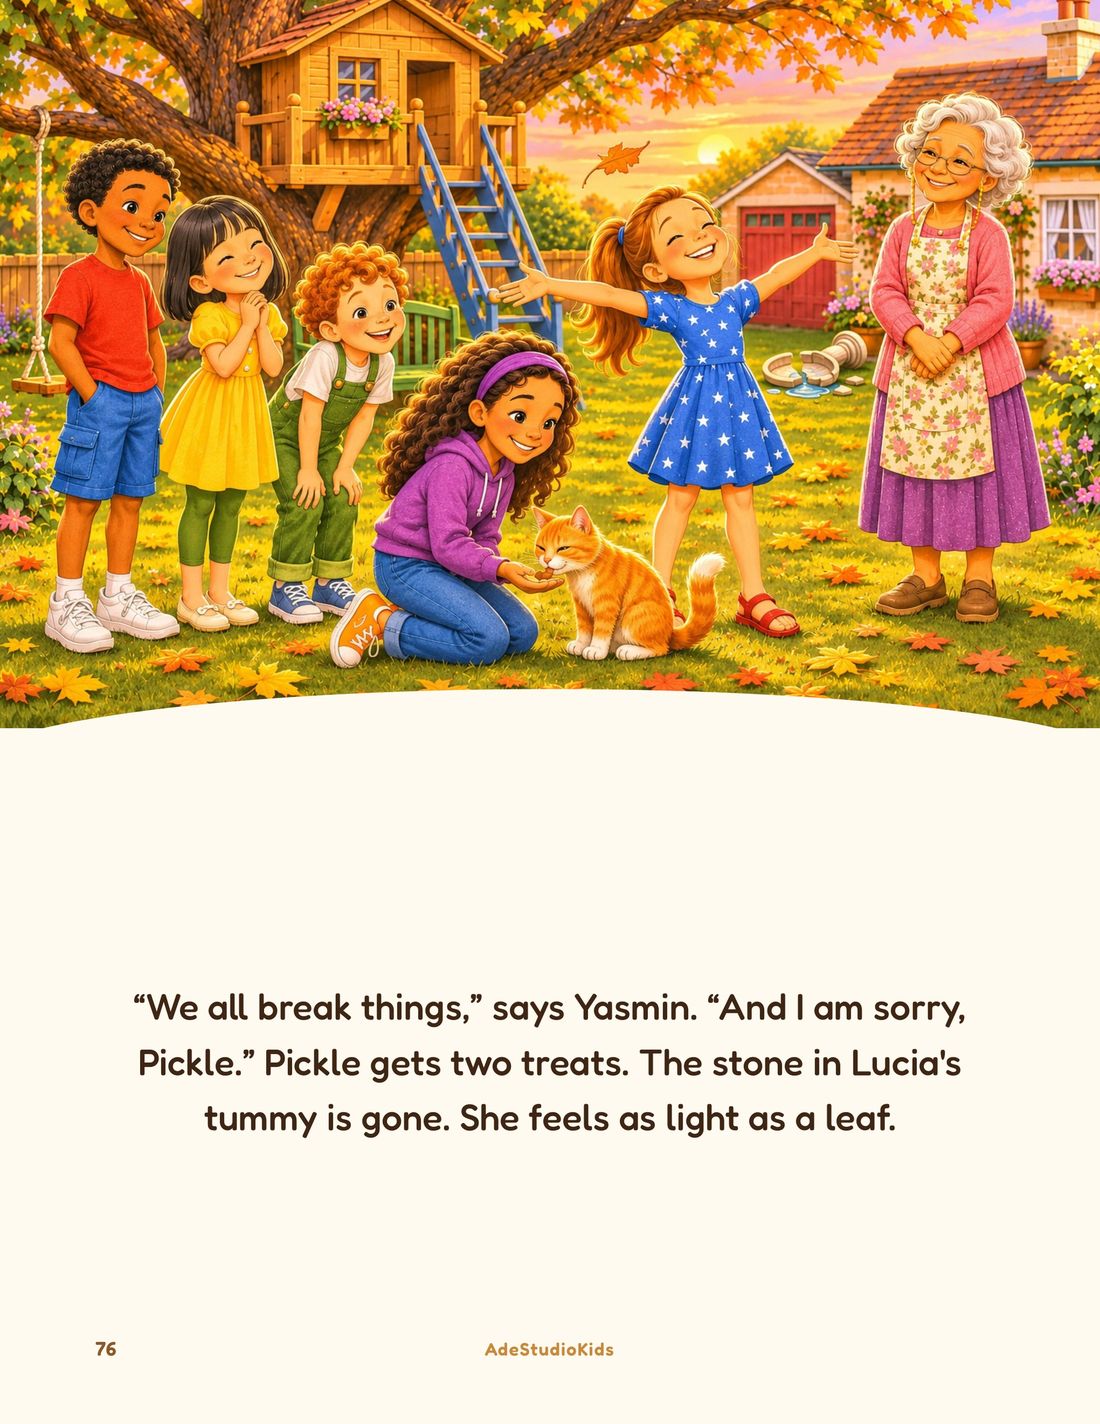 “We all break things,” says Yasmin. “And I am sorry,
Pickle.” Pickle gets two treats. The stone in Lucia's
tummy is gone. She feels as light as a leaf.
76
AdeStudioKids